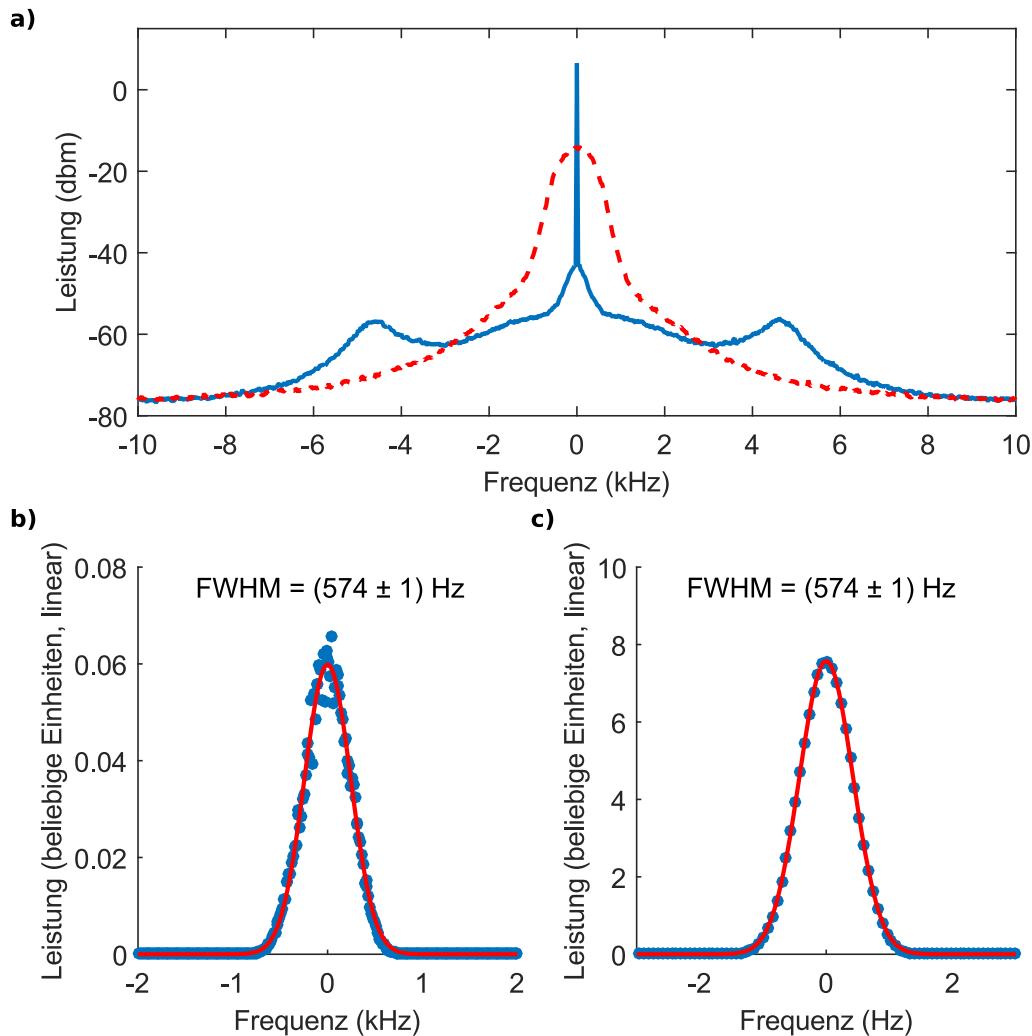 a)
Leistung (dbm)
0
-20
-40
-60
-80
-10 -8 -6 -4 -2 0 2 4 6 8 10
Frequenz (kHz)
b)
Leistung (beliebige Einheiten, linear)
0.08
0.06
0.04
0.02
0
FWHM = (574 ± 1) Hz
-2 -1 0 1 2
Frequenz (kHz)
c)
Leistung (beliebige Einheiten, linear)
10
8
6
4
2
0
FWHM = (574 ± 1) Hz
-2 0 2
Frequenz (Hz)